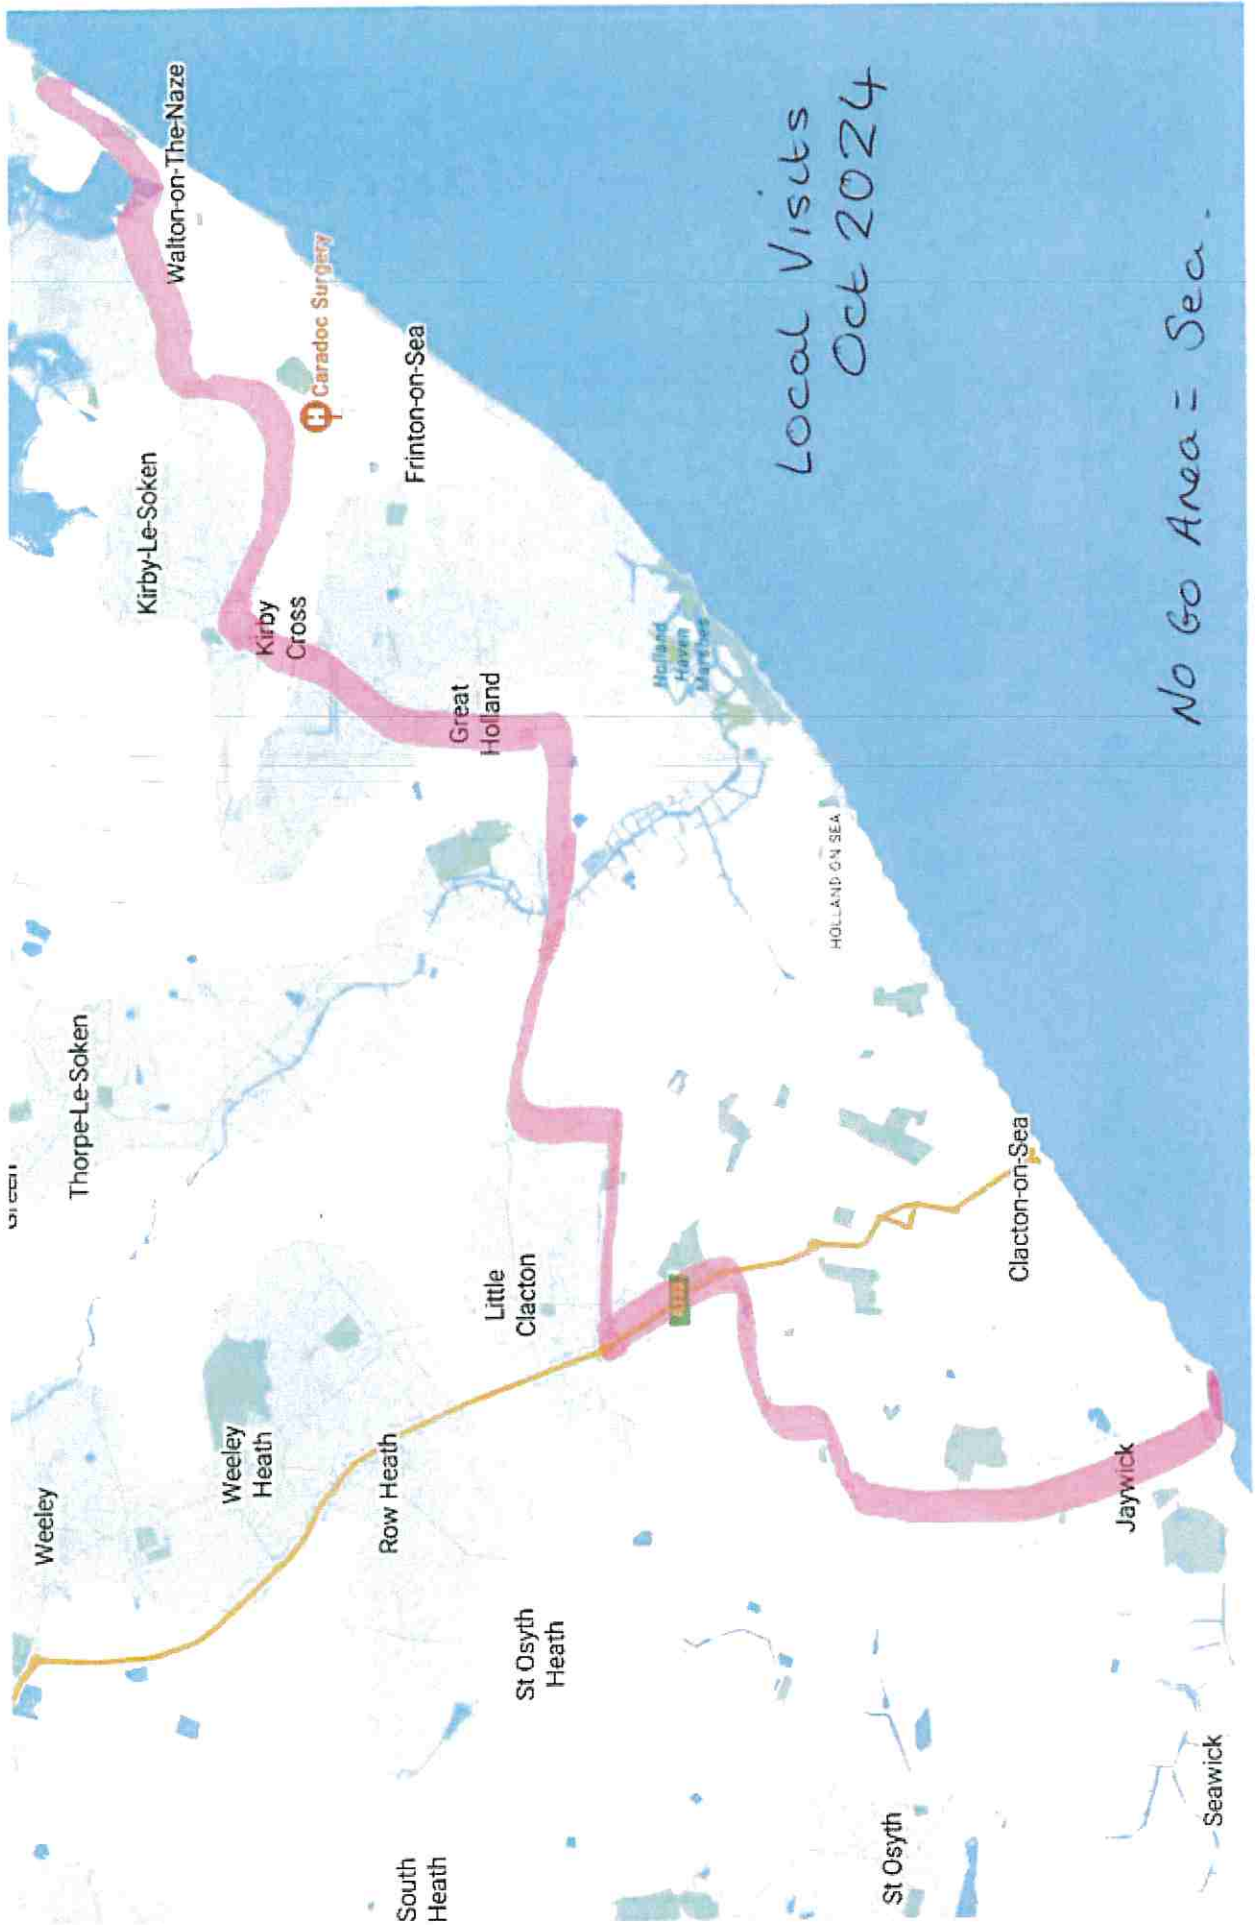 Walton-on-The-Naze
Caradoc Surgery
Frinton-on-Sea
Kirby-Le-Soken
Kirby
Cross
Great
Holland
Holland
Haven
Marshes
HOLLAND ON SEA
Thorpe-Le-Soken
Little
Clacton
Clacton-on-Sea
Weeley
Weeley
Heath
Row Heath
Jaywick
St Osyth
Heath
South
Heath
St Osyth
Seawick
H
Local Visits
Oct 2024
No Go Area = Sea.